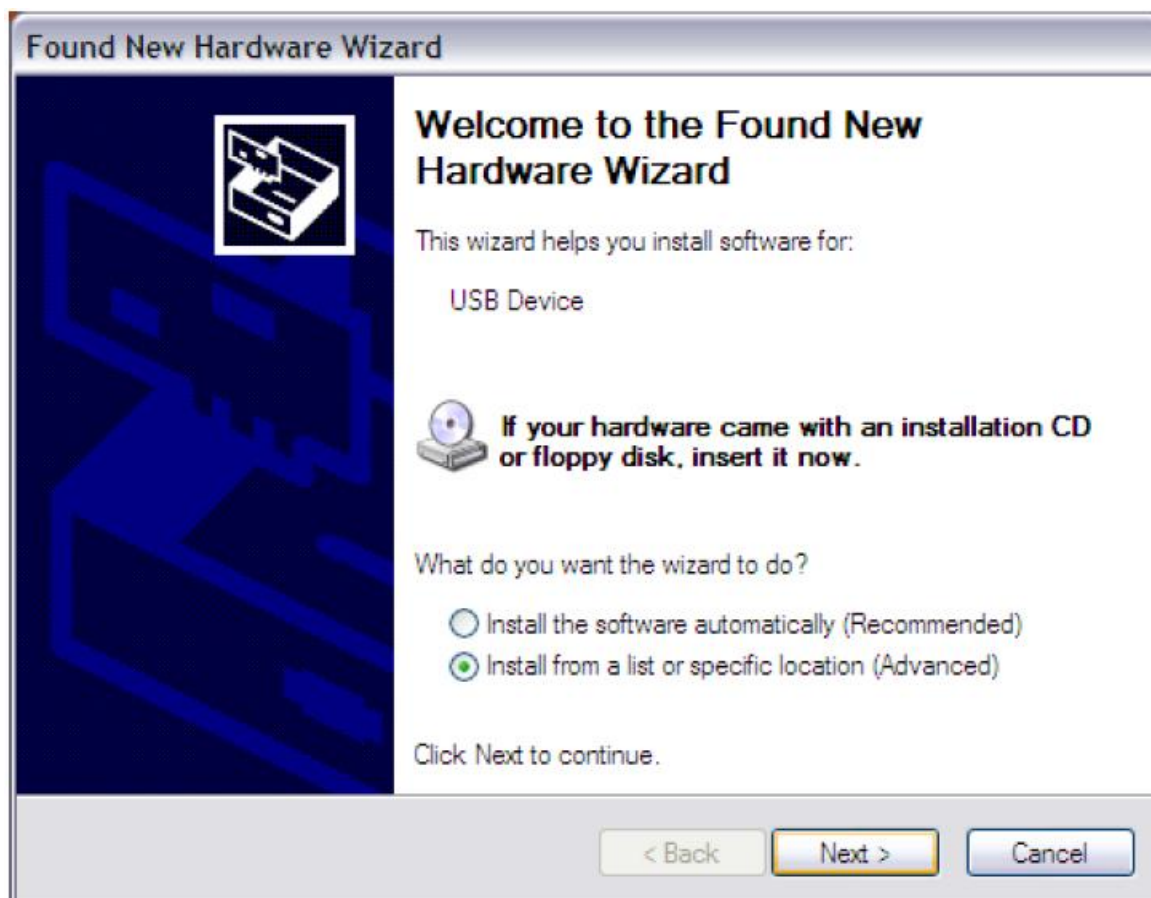 Found New Hardware Wizard
Welcome to the Found New
Hardware Wizard
This wizard helps you install software for:
USB Device
If your hardware came with an installation CD
or floppy disk, insert it now.
What do you want the wizard to do?
Install the software automatically (Recommended)
Install from a list or specific location (Advanced)
Click Next to continue.
< Back
Next >
Cancel